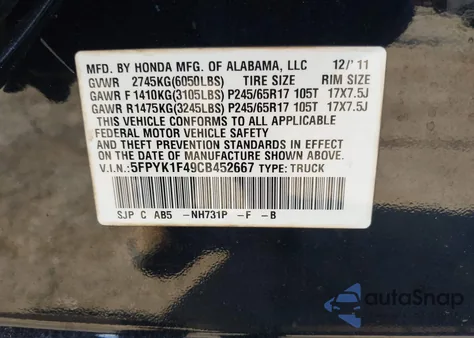 MFD. BY HONDA MFG. OF ALABAMA, LLC 12/'11
GVWR 2745KG(6050LBS) TIRE SIZE RIM SIZE
GAWR F 1410KG(3105LBS) P245/65R17 105T 17X7.5J
GAWR R1475KG(3245LBS) P245/65R17 105T 17X7.5J
THIS VEHICLE CONFORMS TO ALL APPLICABLE
FEDERAL MOTOR VEHICLE SAFETY
AND THEFT PREVENTION STANDARDS IN EFFECT
ON THE DATE OF MANUFACTURE SHOWN ABOVE.
V.I.N.: 5FPYK1F49CB452667 TYPE: TRUCK
SJP C AB5 -NH731P -F -B
autoSnap